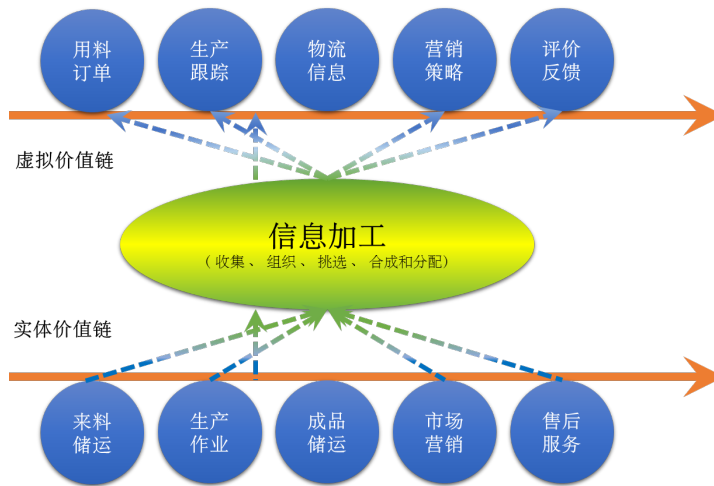 用料
订单
生产
跟踪
物流
信息
营销
策略
评价
反馈
虚拟价值链
信息加工
（收集、组织、挑选、合成和分配）
实体价值链
来料
储运
生产
作业
成品
储运
市场
营销
售后
服务